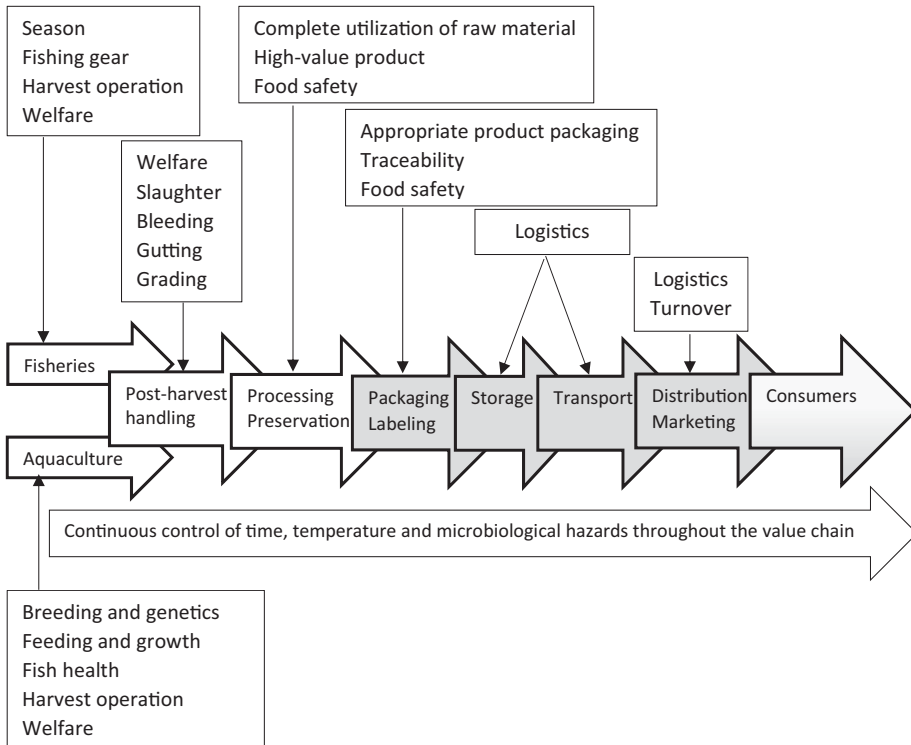 Season
Fishing gear
Harvest operation
Welfare
Complete utilization of raw material
High-value product
Food safety
Welfare
Slaughter
Bleeding
Gutting
Grading
Appropriate product packaging
Traceability
Food safety
Logistics
Logistics
Turnover
Fisheries
Aquaculture
Post-harvest
handling
Processing
Preservation
Packaging
Labeling
Storage
Transport
Distribution
Marketing
Consumers
Continuous control of time, temperature and microbiological hazards throughout the value chain
Breeding and genetics
Feeding and growth
Fish health
Harvest operation
Welfare